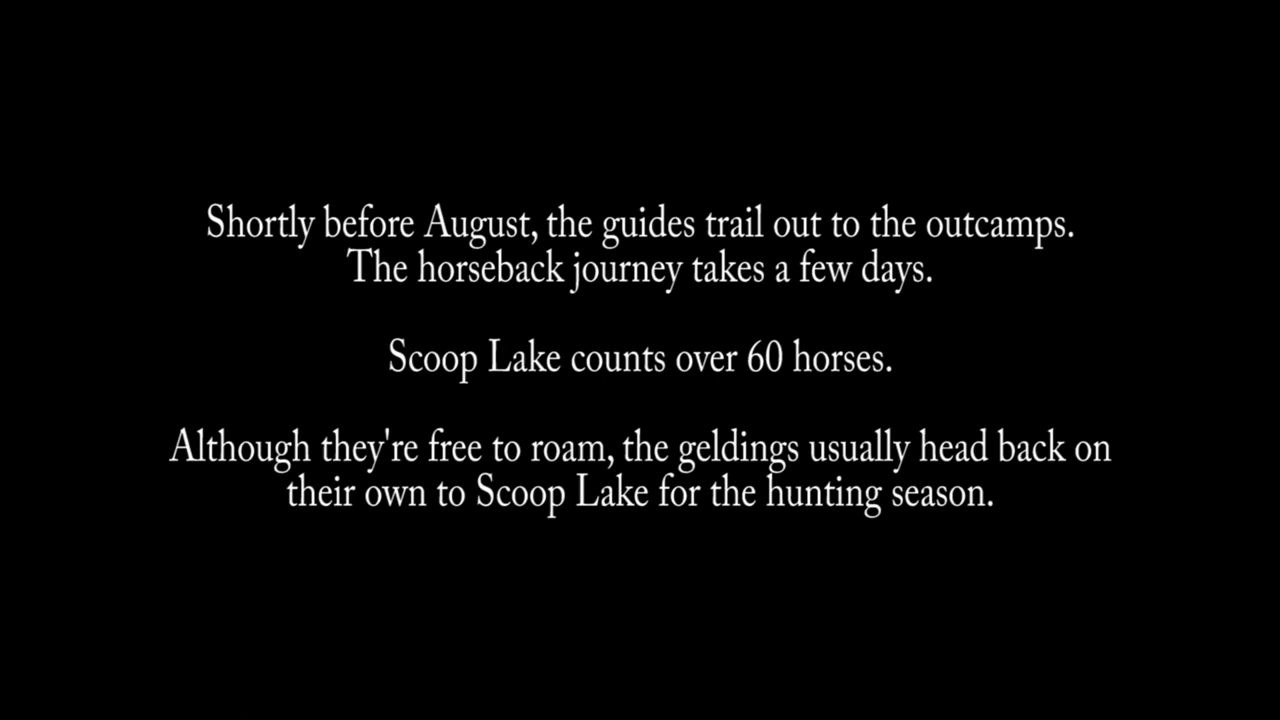 Shortly before August, the guides trail out to the outcamps.
The horseback journey takes a few days.
Scoop Lake counts over 60 horses.
Although they're free to roam, the geldings usually head back on
their own to Scoop Lake for the hunting season.